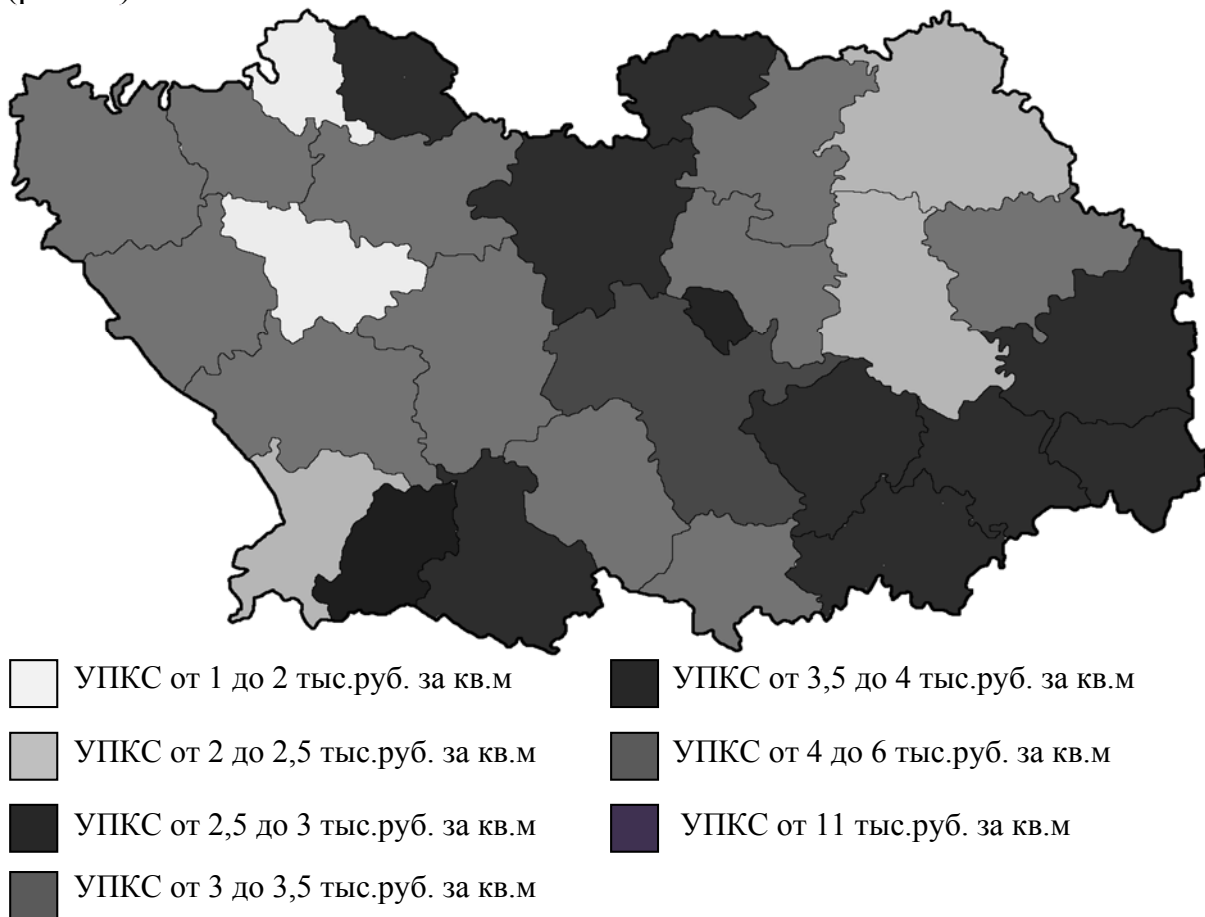 УПКС от 1 до 2 тыс.руб. за кв.м
УПКС от 2 до 2,5 тыс.руб. за кв.м
УПКС от 2,5 до 3 тыс.руб. за кв.м
УПКС от 3 до 3,5 тыс.руб. за кв.м
УПКС от 3,5 до 4 тыс.руб. за кв.м
УПКС от 4 до 6 тыс.руб. за кв.м
УПКС от 11 тыс.руб. за кв.м